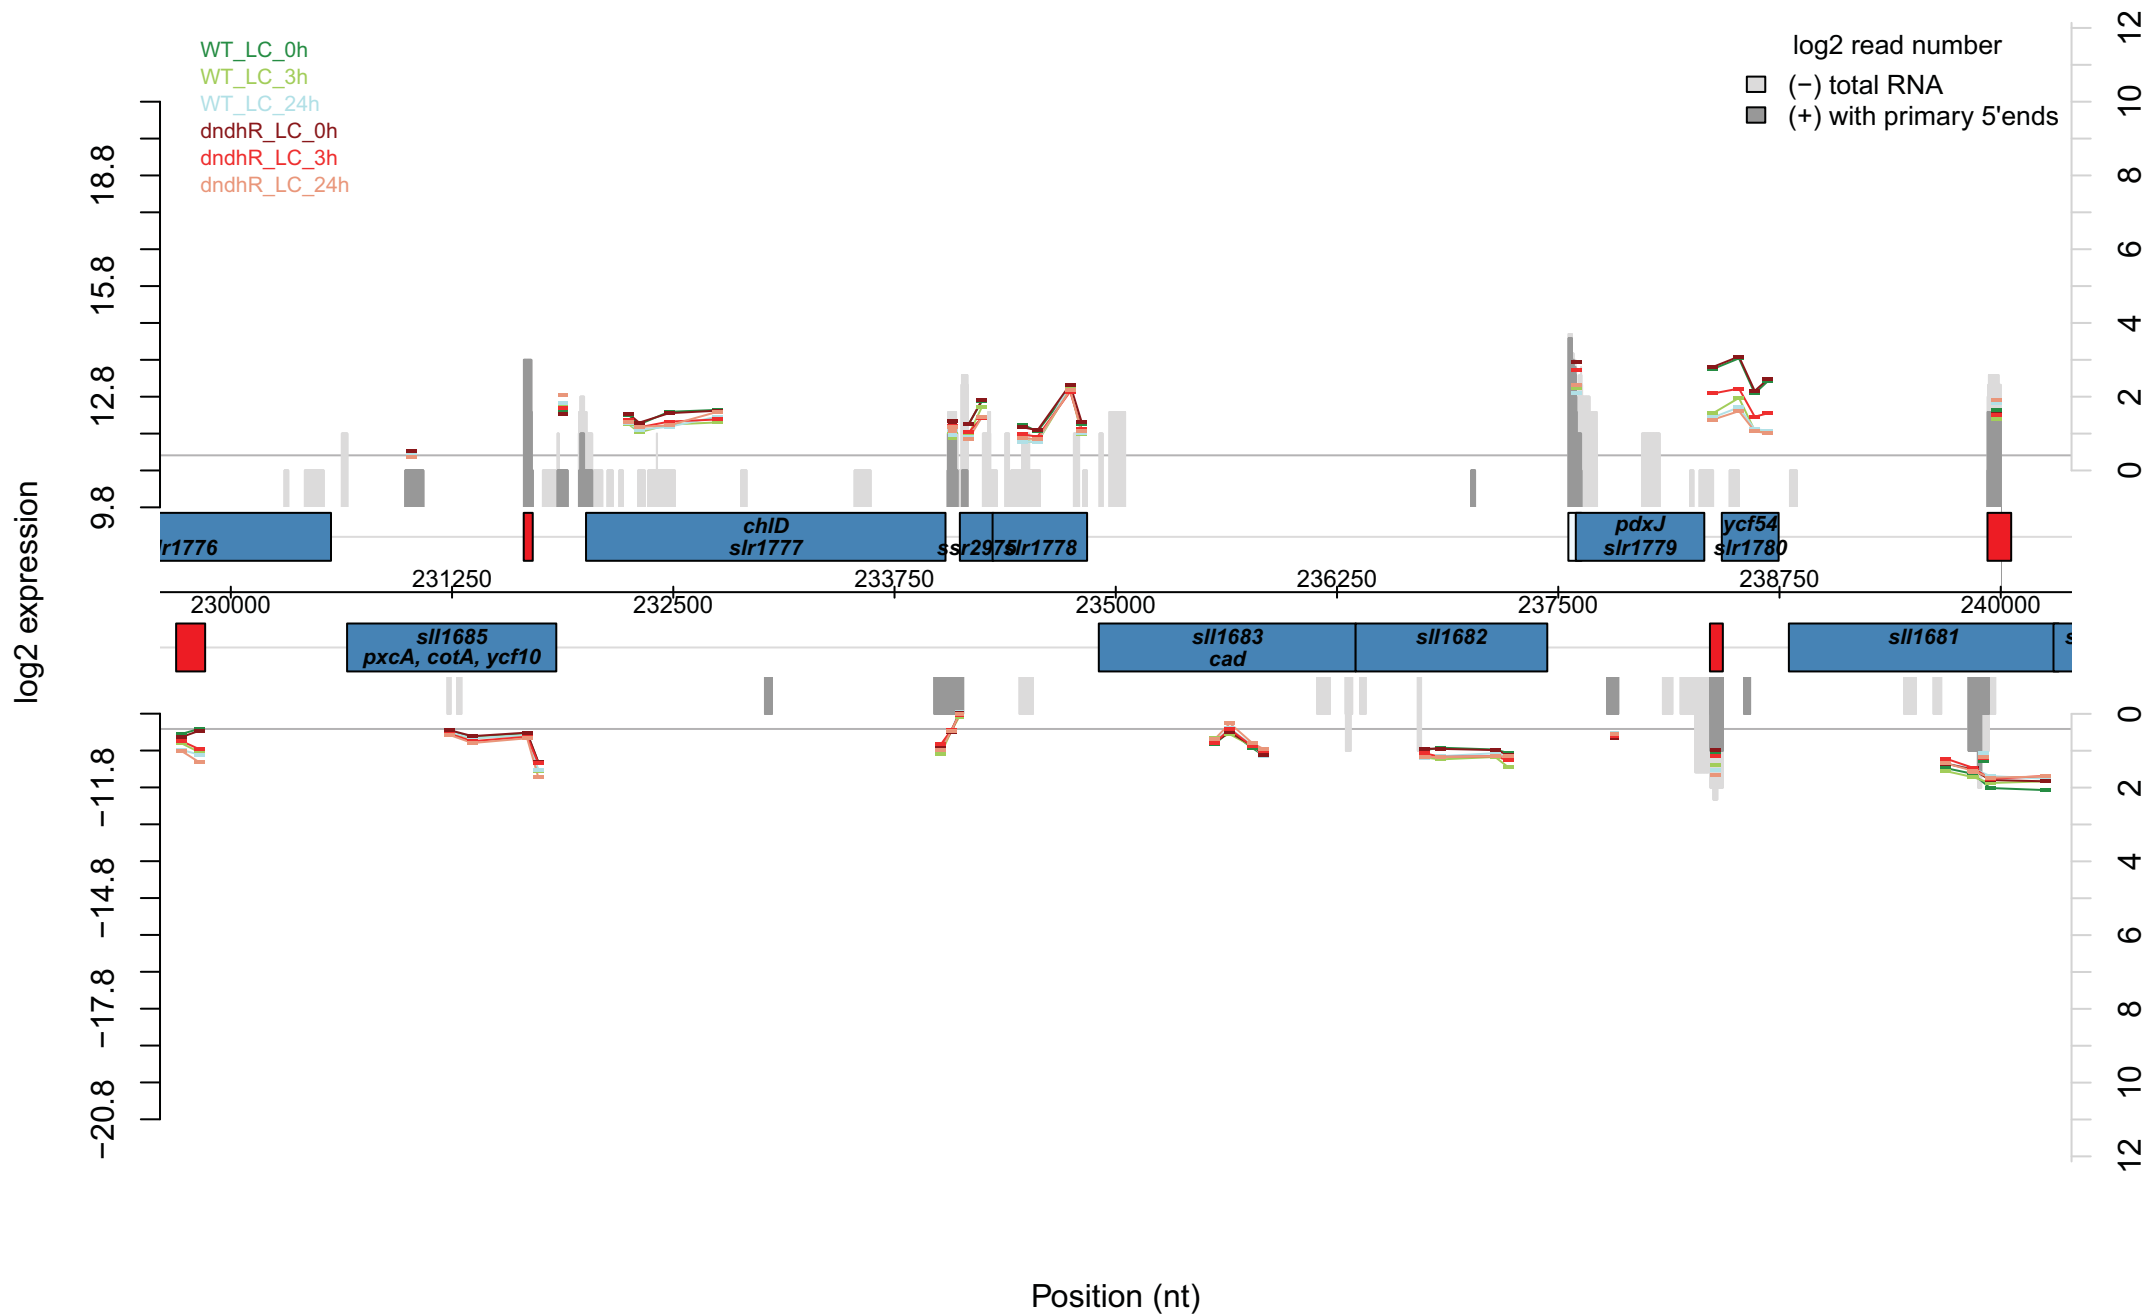 WT_LC_0h
WT_LC_3h
WT_LC_24h
dndhR_LC_0h
dndhR_LC_3h
dndhR_LC_24h
log2 read number
(−) total RNA
(+) with primary 5'ends
12
10
8
6
4
2
0
18.8
15.8
12.8
9.8
log2 expression
lr1776
chlD
slr1777
ssr2975
slr1778
pdxJ
slr1779
ycf54
slr1780
231250
233750
236250
238750
230000
232500
235000
237500
240000
sll1685
pxcA, cotA, ycf10
sll1683
cad
sll1682
sll1681
s
−11.8
−14.8
−17.8
−20.8
0
2
4
6
8
10
12
Position (nt)